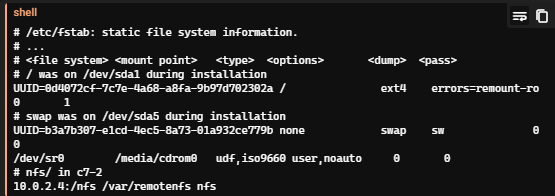 shell
# /etc/fstab: static file system information.
# ...
# <file system> <mount point>   <type>  <options>       <dump>  <pass>
# / was on /dev/sda1 during installation
UUID=0d4072cf-7c7e-4a68-a8fa-9b97d702302a /               ext4    errors=remount-ro
0       1
# swap was on /dev/sda5 during installation
UUID=b3a7b307-e1cd-4ec5-8a73-01a932ce779b none            swap    sw              0
0
/dev/sr0        /media/cdrom0   udf,iso9660 user,noauto     0       0
# nfs/ in c7-2
10.0.2.4:/nfs /var/remotenfs nfs